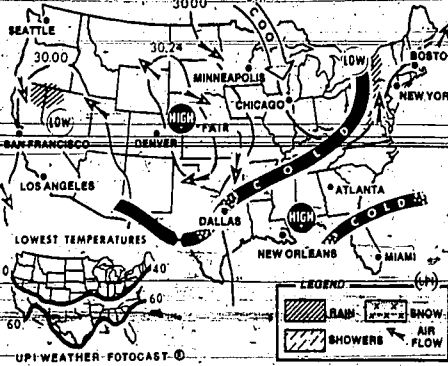 3000
COOL
SEATTLE
30.24
BOSTON
30.00
LOW
MINNEAPOLIS
NEW YORK
CHICAGO
LOW
HIGH
FAIR
SAN FRANCISCO
DENVER
COLD
LOS ANGELES
ATLANTA
HIGH
COLD
DALLAS
LOWEST TEMPERATURES
NEW ORLEANS
MIAMI
0
40
60
60
LEGEND
RAIN
SNOW
SHOWERS
AIR
FLOW
UPI WEATHER FOTOCAST ®